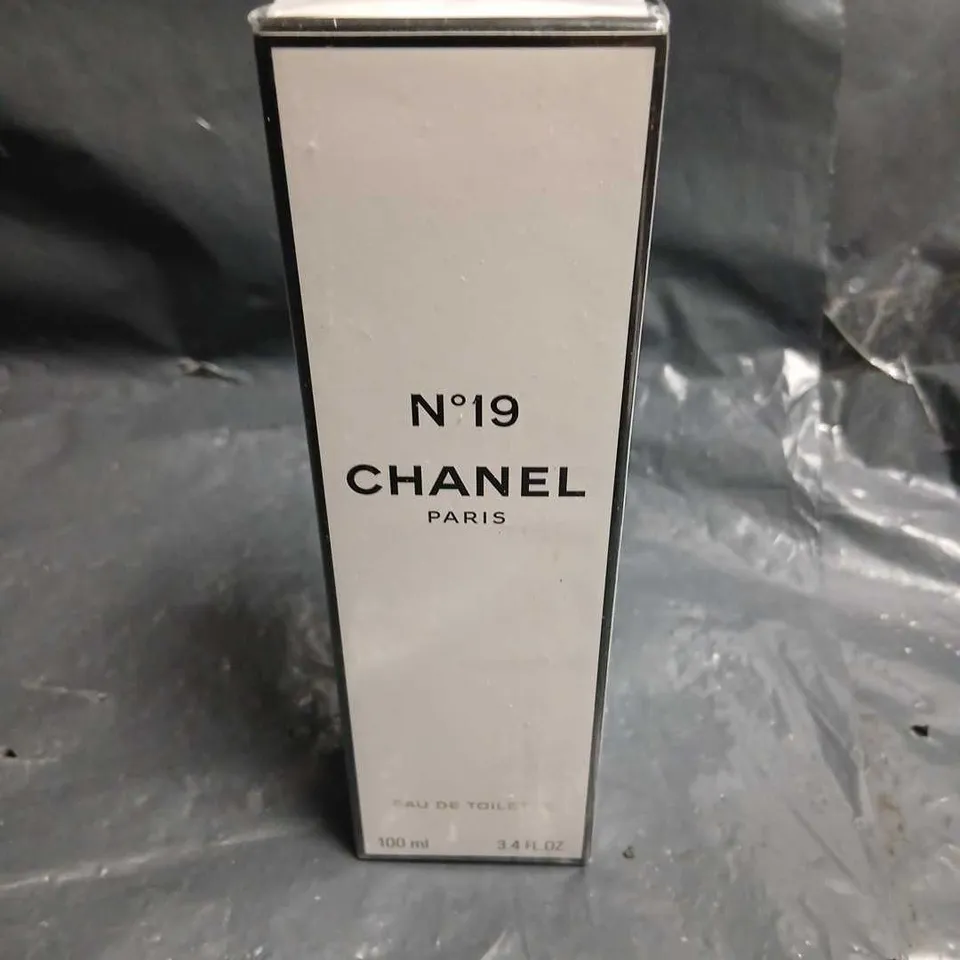 N°19
CHANEL
PARIS
EAU DE TOILETTE
100 ml 3.4 FL.OZ